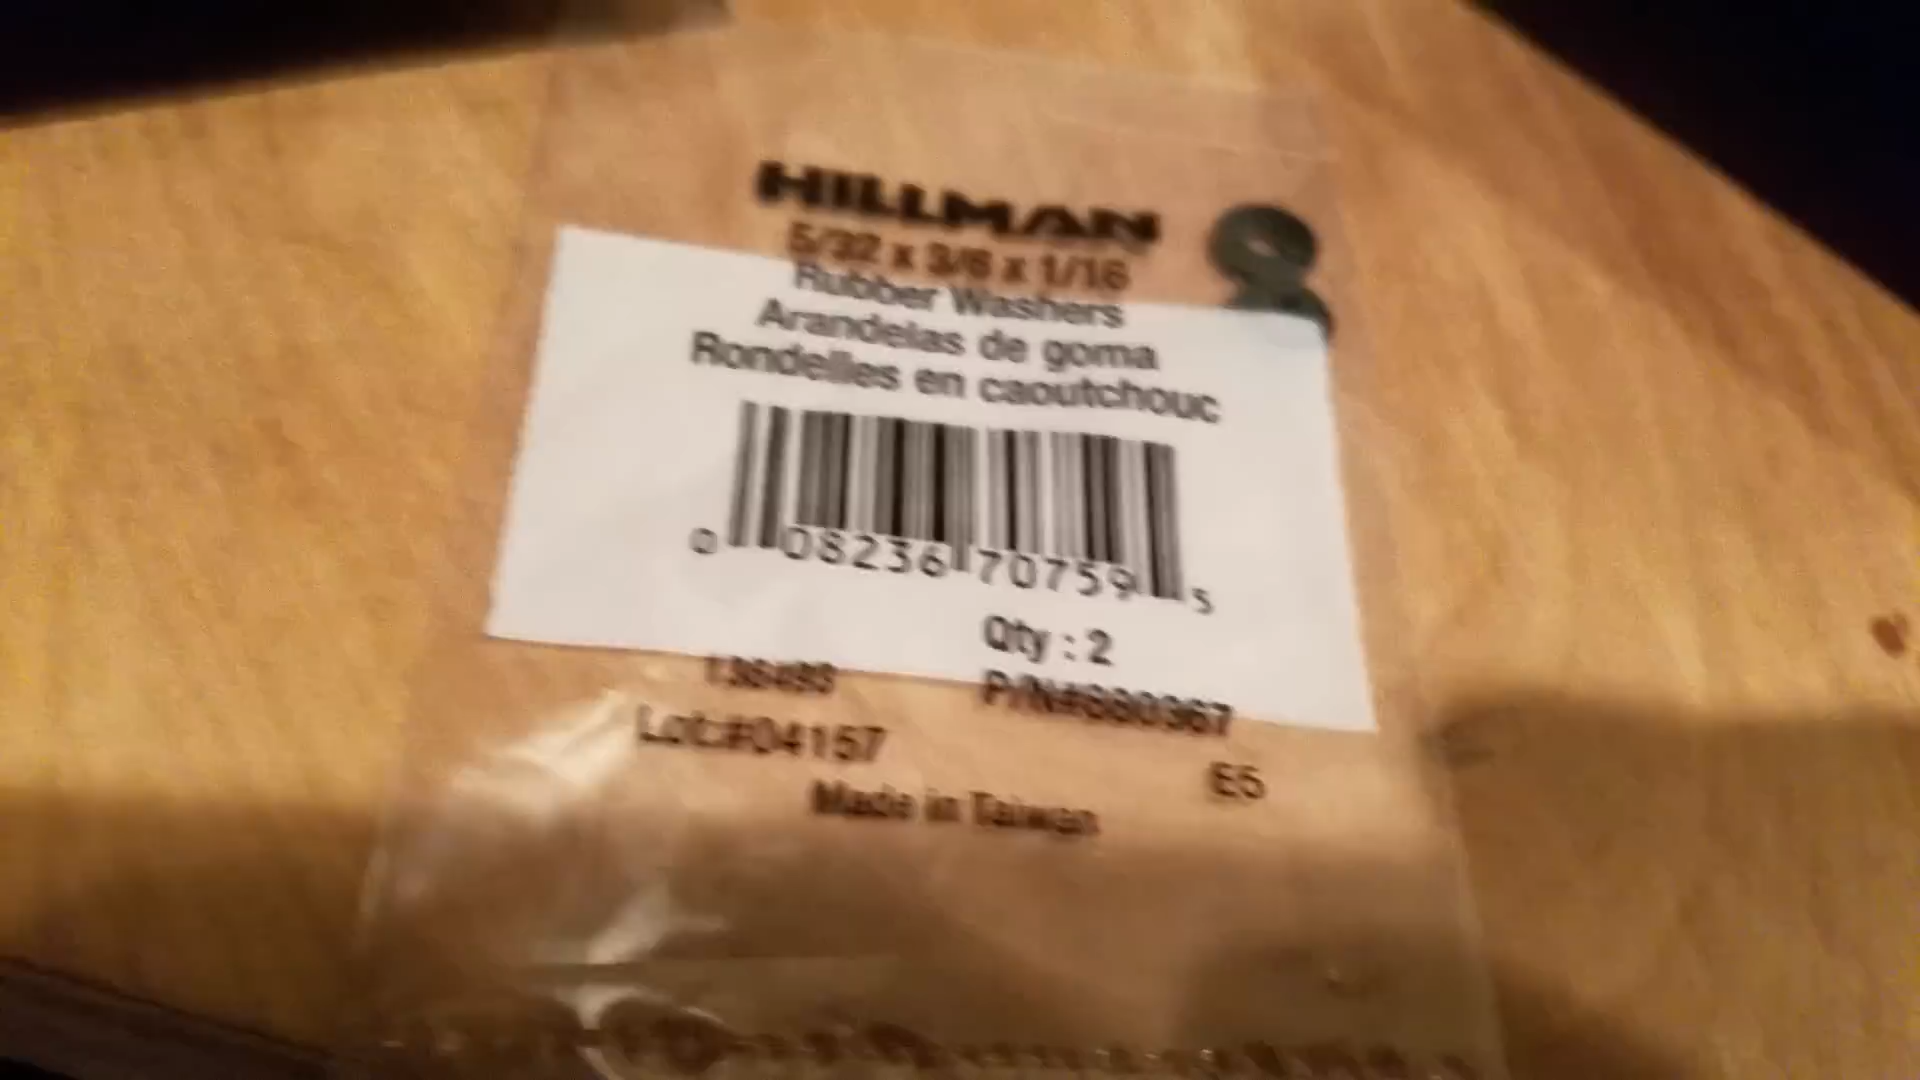 HILLMAN
5/32 x 3/8 x 1/16
Rubber Washers
Arandelas de goma
Rondelles en caoutchouc
0 08236 70759 5
Qty : 2
P/N#880367
Lot:#04157
E5
Made in Taiwan